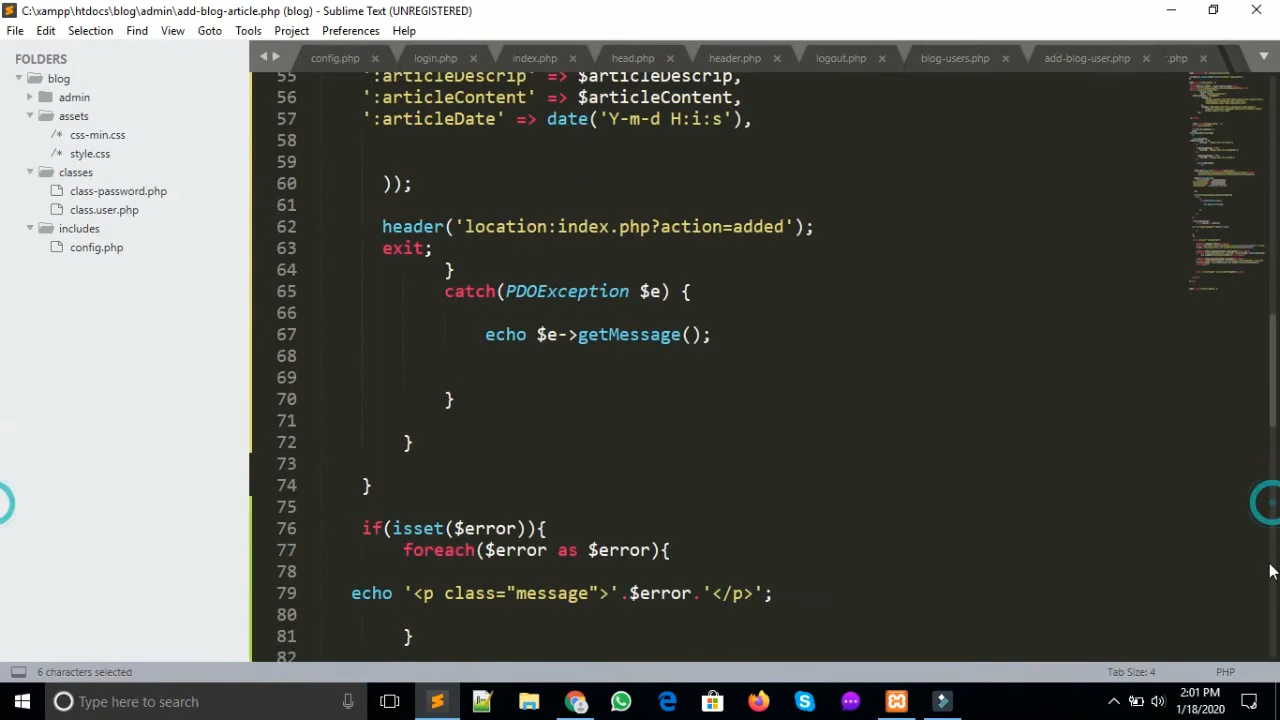 C:\xampp\htdocs\blog\admin\add-blog-article.php (blog) - Sublime Text (UNREGISTERED)
File Edit Selection Find View Goto Tools Project Preferences Help
FOLDERS
blog
admin
assets
/* css-min.css
/* style.css
classes
class-password.php
class.user.php
includes
config.php
config.php × login.php × index.php × head.php × header.php × logout.php × blog-users.php × add-blog-user.php × .php ×
55 ':articleDescrip' => $articleDescrip,
56 ':articleContent' => $articleContent,
57 ':articleDate' => date('Y-m-d H:i:s'),
58
59
60 ));
61
62 header('location:index.php?action=added');
63 exit;
64 }
65 catch(PDOException $e) {
66
67 echo $e->getMessage();
68
69
70 }
71
72 }
73
74 }
75
76 if(isset($error)){
77 foreach($error as $error){
78
79 echo '<p class="message">'.$error.'</p>';
80
81 }
82
6 characters selected
Tab Size: 4
PHP
Type here to search
2:01 PM
1/18/2020